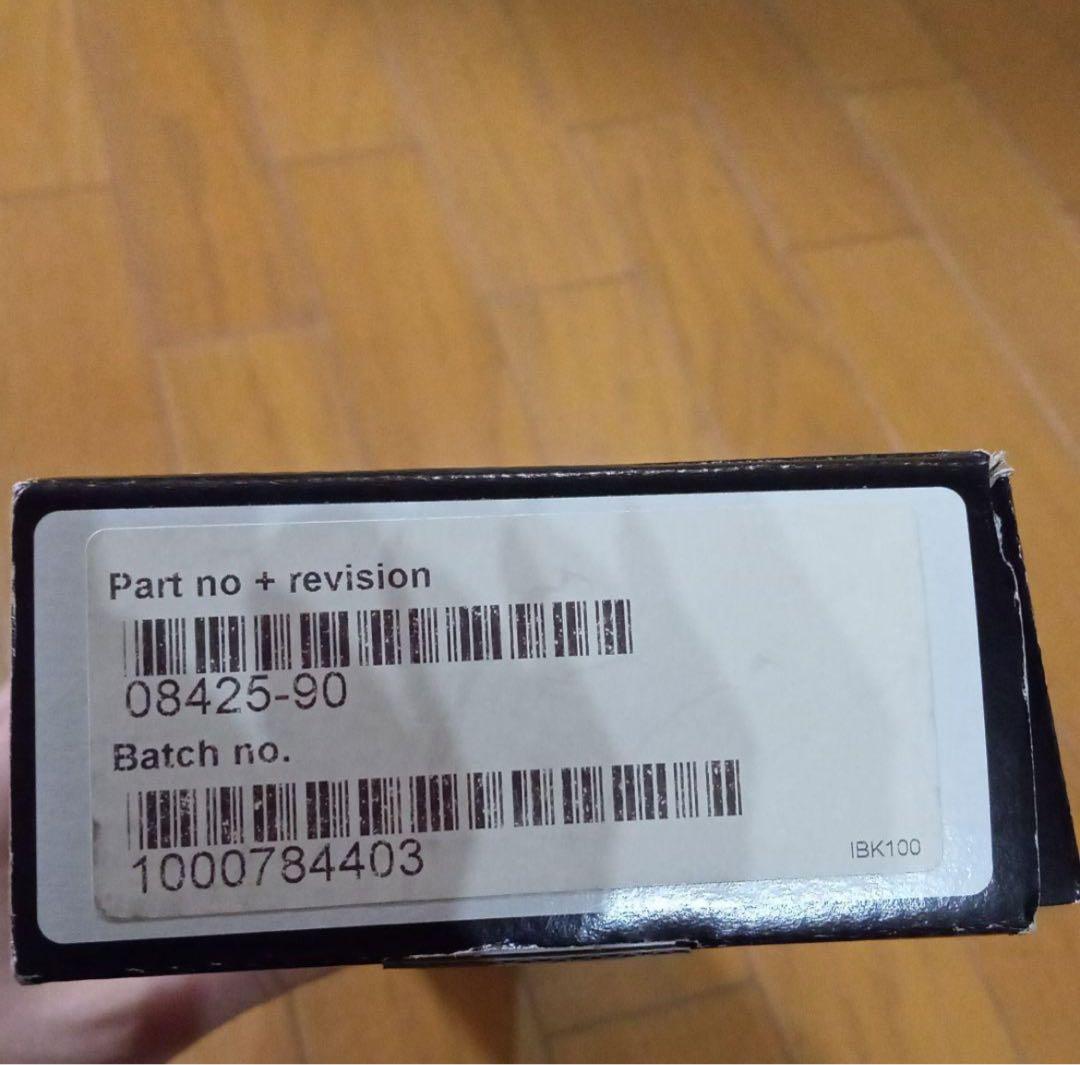 Part no + revision
08425-90
Batch no.
1000784403
IBK100